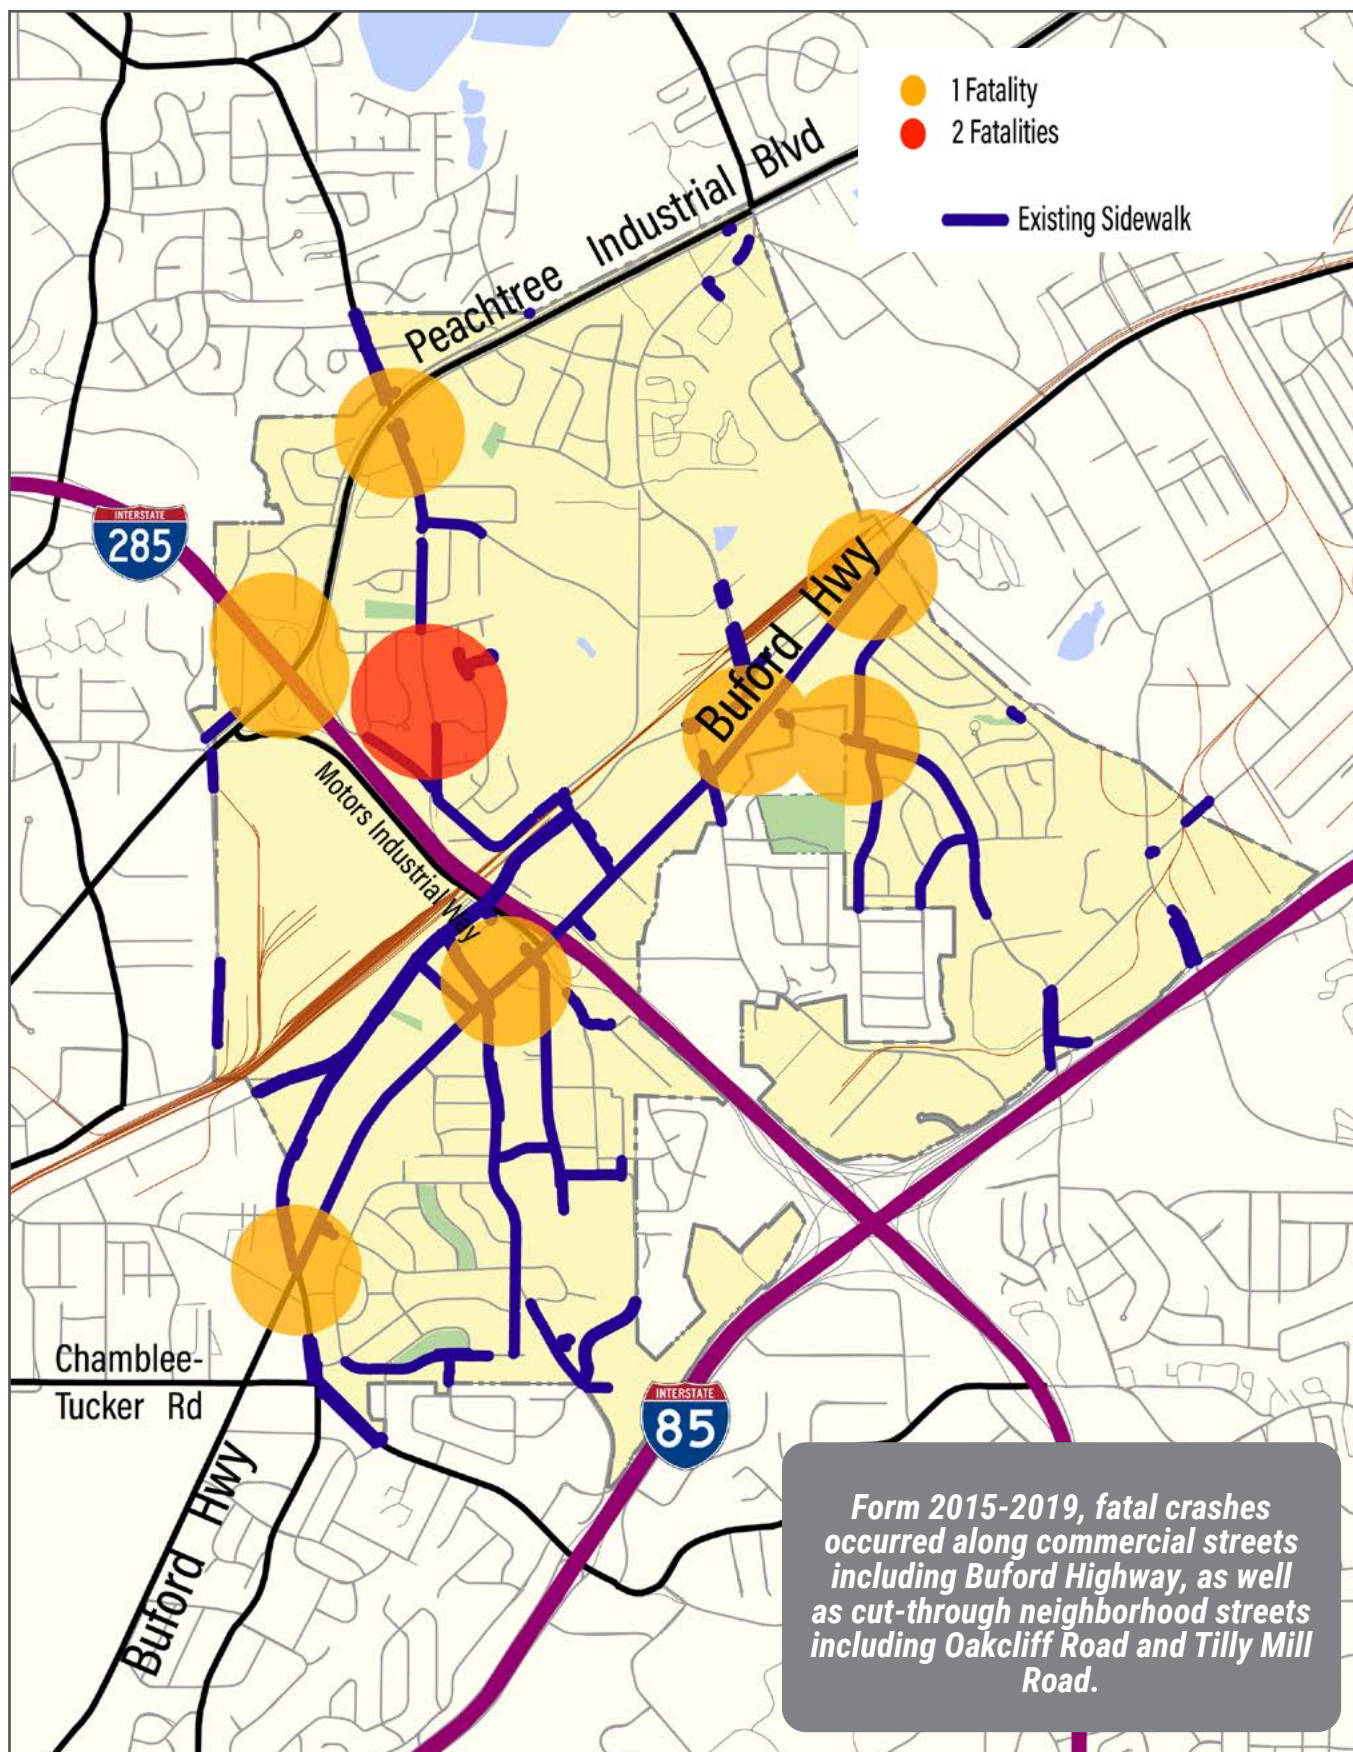 1 Fatality
2 Fatalities
Existing Sidewalk
Peachtree Industrial Blvd
INTERSTATE
285
Buford Hwy
Motors Industrial Way
Chamblee-
Tucker Rd
INTERSTATE
85
Buford Hwy
Form 2015-2019, fatal crashes
occurred along commercial streets
including Buford Highway, as well
as cut-through neighborhood streets
including Oakcliff Road and Tilly Mill
Road.